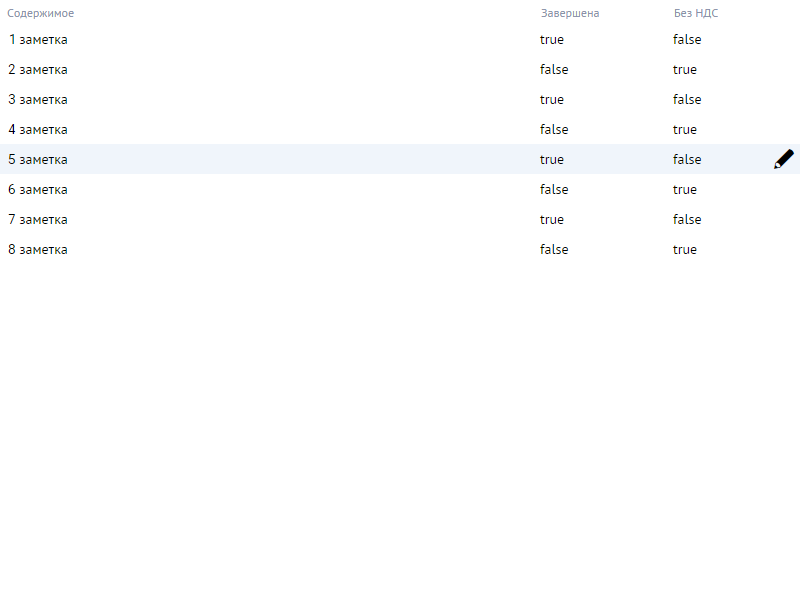 Содержимое Завершена Без НДС
1 заметка true false
2 заметка false true
3 заметка true false
4 заметка false true
5 заметка true false
6 заметка false true
7 заметка true false
8 заметка false true